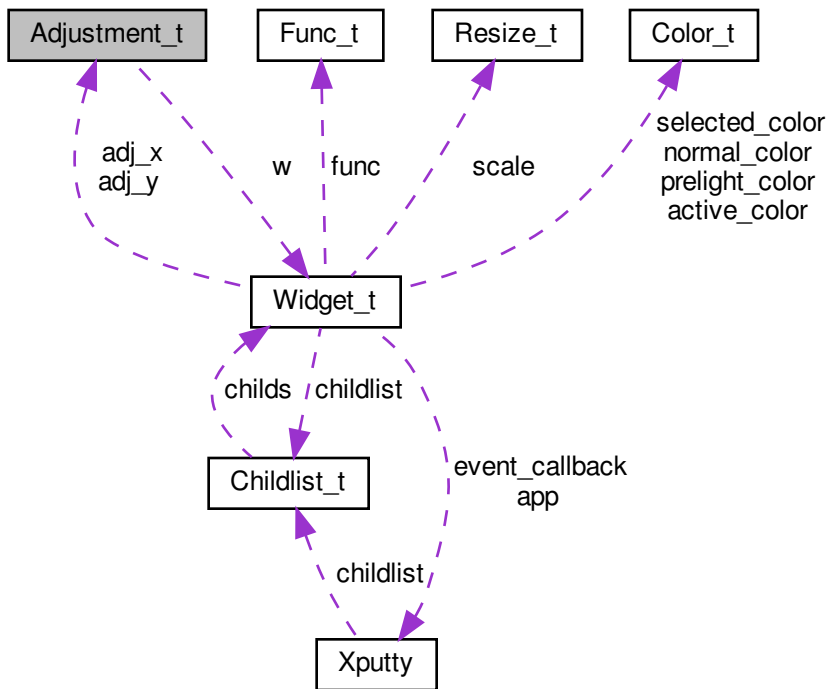 Adjustment_t
Func_t
Resize_t
Color_t
adj_x
adj_y
w
func
scale
selected_color
normal_color
prelight_color
active_color
Widget_t
childs
childlist
Childlist_t
event_callback
app
childlist
Xputty